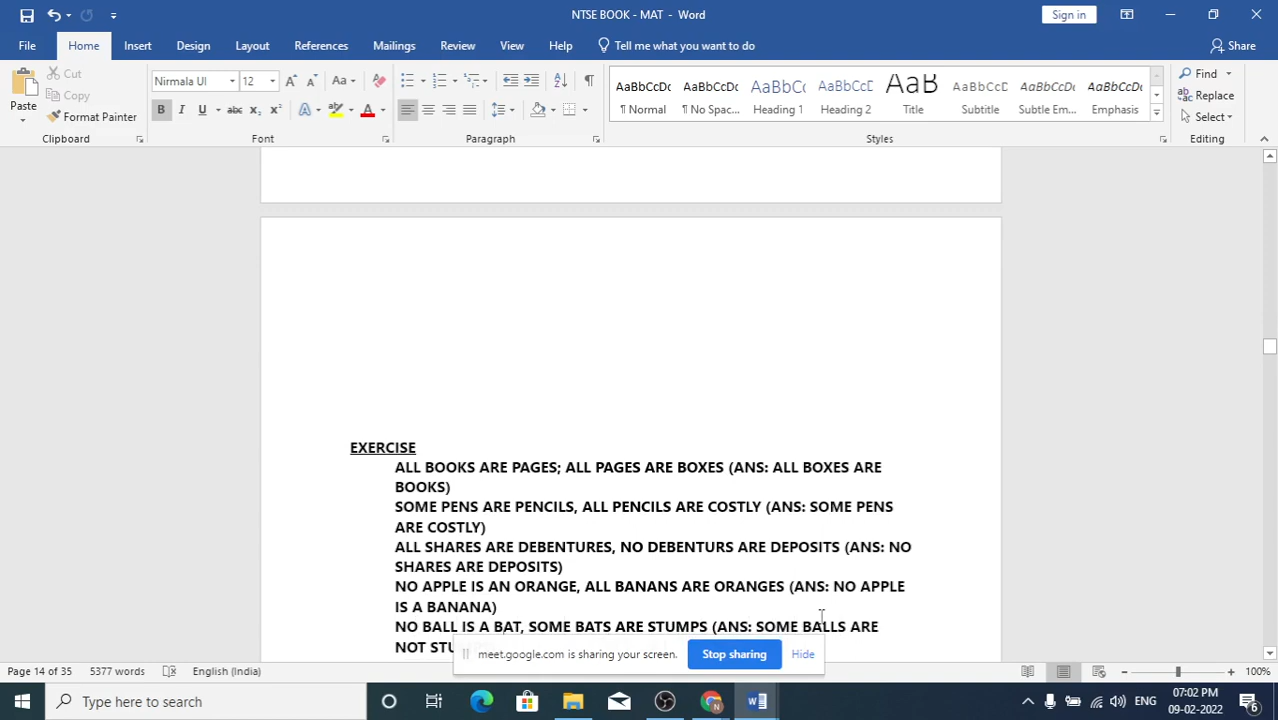 NTSE BOOK - MAT - Word
Sign in
File Home Insert Design Layout References Mailings Review View Help Tell me what you want to do Share
Paste
Cut
Copy
Format Painter
Nirmala UI 12
AaBbCcDc AaBbCcDc AaBbCc AaBbCcD AaB AaBbCcD AaBbCcDc AaBbCcDc
¶ Normal ¶ No Spac... Heading 1 Heading 2 Title Subtitle Subtle Em... Emphasis
Find
Replace
Select
Clipboard Font Paragraph Styles Editing
EXERCISE
ALL BOOKS ARE PAGES; ALL PAGES ARE BOXES (ANS: ALL BOXES ARE
BOOKS)
SOME PENS ARE PENCILS, ALL PENCILS ARE COSTLY (ANS: SOME PENS
ARE COSTLY)
ALL SHARES ARE DEBENTURES, NO DEBENTURS ARE DEPOSITS (ANS: NO
SHARES ARE DEPOSITS)
NO APPLE IS AN ORANGE, ALL BANANS ARE ORANGES (ANS: NO APPLE
IS A BANANA)
NO BALL IS A BAT, SOME BATS ARE STUMPS (ANS: SOME BALLS ARE
NOT STU
meet.google.com is sharing your screen. Stop sharing Hide
Page 14 of 35 5377 words English (India) 100%
Type here to search
ENG 07:02 PM
09-02-2022 6